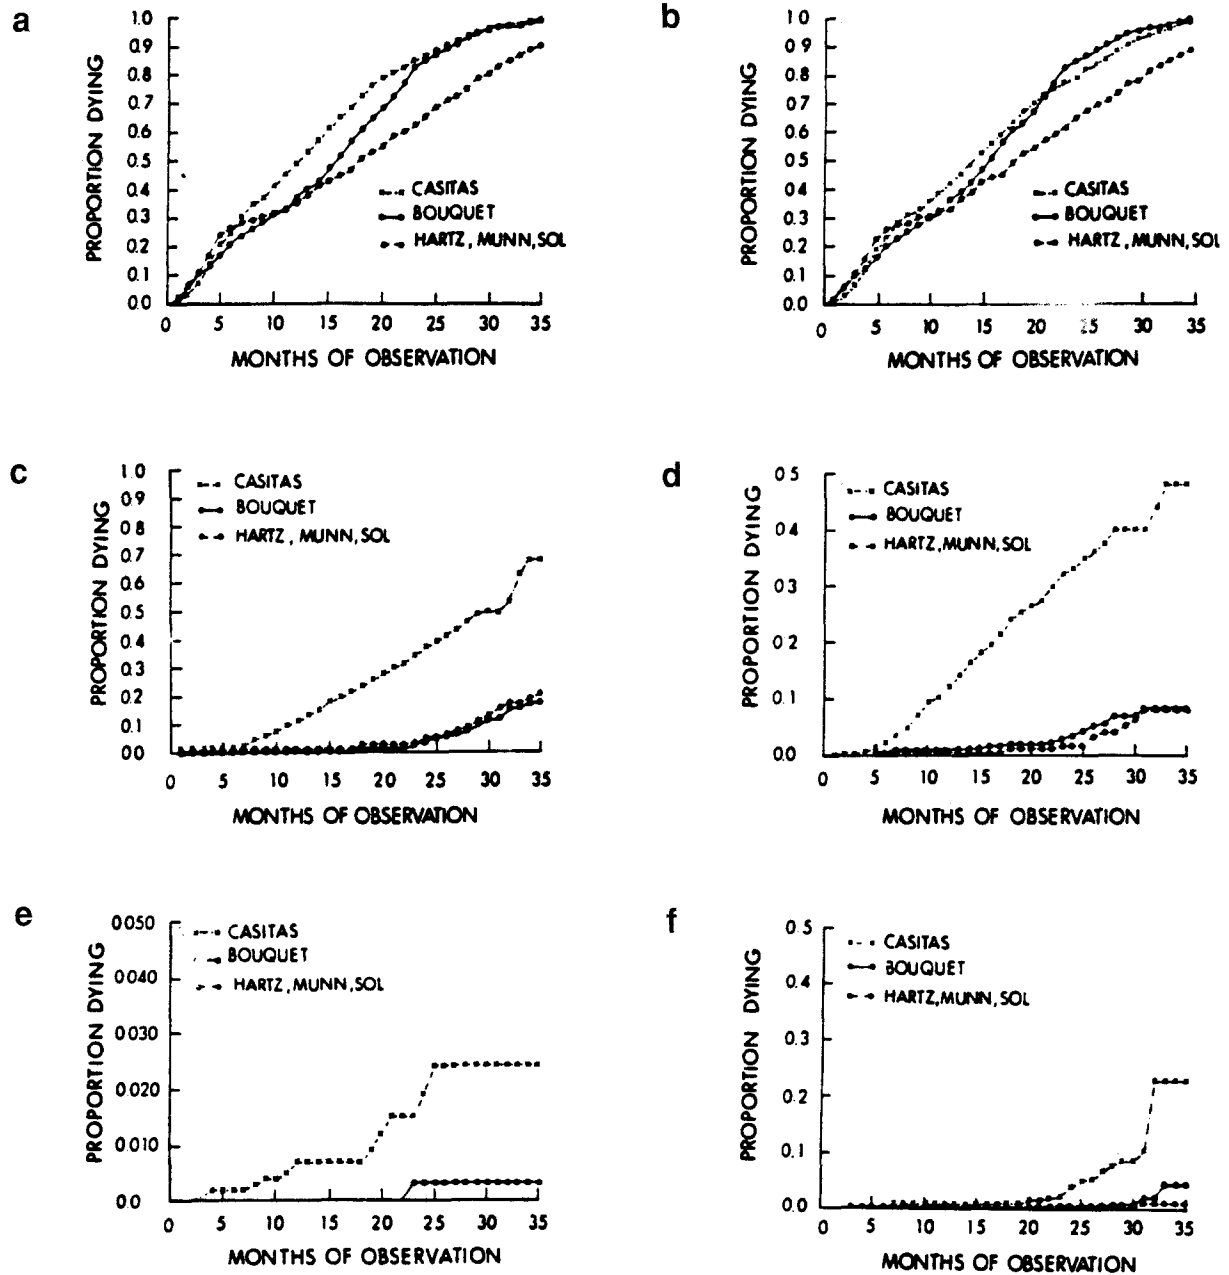 a
PROPORTION DYING
1.0
0.9
0.8
0.7
0.6
0.5
0.4
0.3
0.2
0.1
0.0
CASITAS
BOUQUET
HARTZ, MUNN, SOL
0 5 10 15 20 25 30 35
MONTHS OF OBSERVATION
b
PROPORTION DYING
1.0
0.9
0.8
0.7
0.6
0.5
0.4
0.3
0.2
0.1
0.0
CASITAS
BOUQUET
HARTZ, MUNN, SOL
0 5 10 15 20 25 30 35
MONTHS OF OBSERVATION
c
PROPORTION DYING
1.0
0.9
0.8
0.7
0.6
0.5
0.4
0.3
0.2
0.1
0.0
CASITAS
BOUQUET
HARTZ, MUNN, SOL
0 5 10 15 20 25 30 35
MONTHS OF OBSERVATION
d
PROPORTION DYING
0.5
0.4
0.3
0.2
0.1
0.0
CASITAS
BOUQUET
HARTZ, MUNN, SOL
0 5 10 15 20 25 30 35
MONTHS OF OBSERVATION
e
PROPORTION DYING
0.050
0.040
0.030
0.020
0.010
0.0
CASITAS
BOUQUET
HARTZ, MUNN, SOL
0 5 10 15 20 25 30 35
MONTHS OF OBSERVATION
f
PROPORTION DYING
0.5
0.4
0.3
0.2
0.1
0.0
CASITAS
BOUQUET
HARTZ, MUNN, SOL
0 5 10 15 20 25 30 35
MONTHS OF OBSERVATION